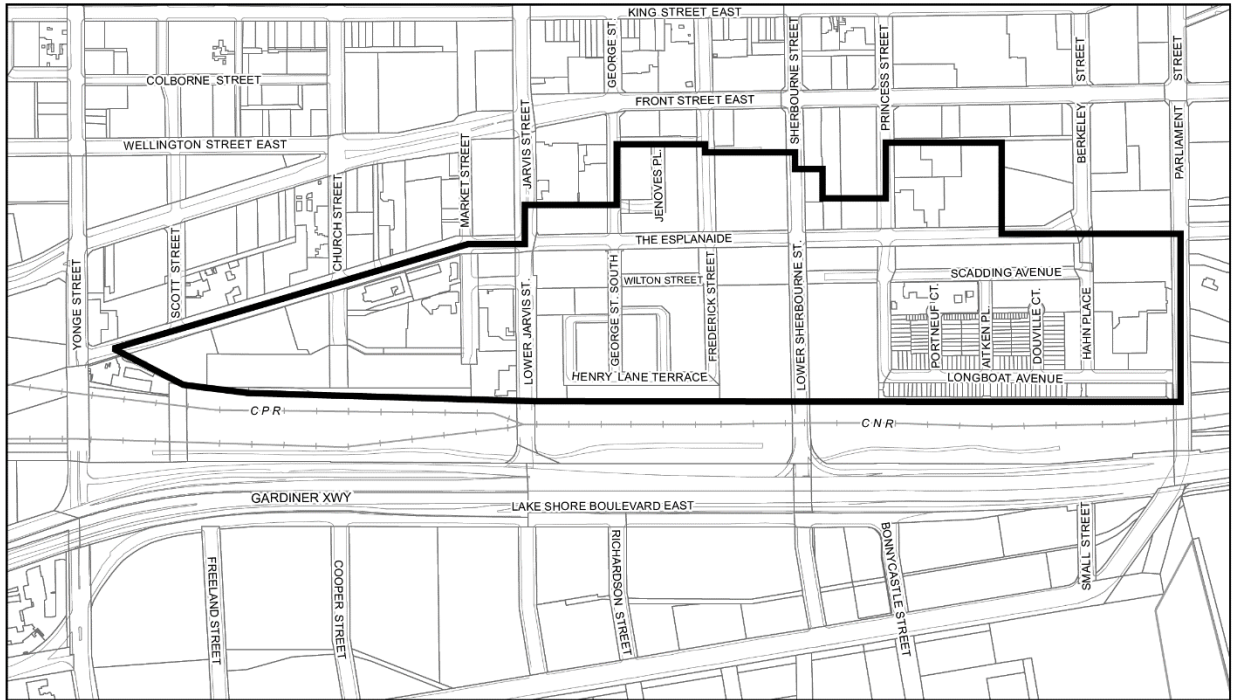 KING STREET EAST
GEORGE ST.
COLBORNE STREET
FRONT STREET EAST
SHERBOURNE STREET
PRINCESS STREET
BERKELEY STREET
PARLIAMENT STREET
WELLINGTON STREET EAST
JARVIS STREET
MARKET STREET
CHURCH STREET
SCOTT STREET
YONGE STREET
JENOVES PL.
THE ESPLANAIDE
WILTON STREET
SCADDING AVENUE
LOWER JARVIS ST.
GEORGE ST. SOUTH
FREDERICK STREET
LOWER SHERBOURNE ST.
PORTNEUF CT.
AITKEN PL.
DOUVILLE CT.
HAHN PLACE
HENRY LANE TERRACE
LONGBOAT AVENUE
CPR
CNR
GARDINER XWY
LAKE SHORE BOULEVARD EAST
FREELAND STREET
COOPER STREET
RICHARDSON STREET
BONNYCASTLE STREET
SMALL STREET